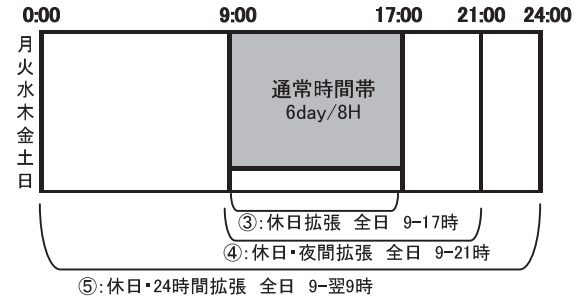 0:00 9:00 17:00 21:00 24:00
月
火
水
木
金
土
日
通常時間帯
6day/8H
③:休日拡張 全日 9-17時
④:休日・夜間拡張 全日 9-21時
⑤:休日・24時間拡張 全日 9-翌9時